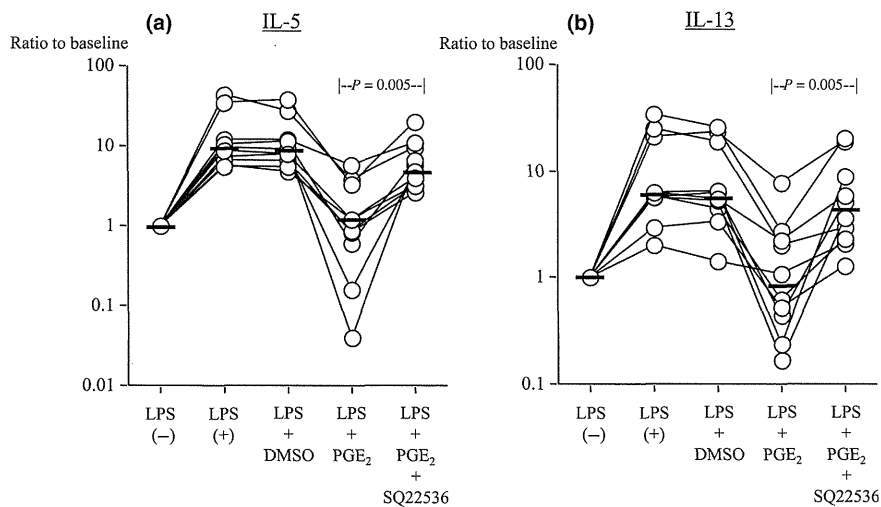 (a)
IL-5
Ratio to baseline
|--P = 0.005--|
100
10
1
0.1
0.01
LPS
(–)
LPS
(+)
LPS
+
DMSO
LPS
+
PGE₂
LPS
+
PGE₂
+
SQ22536
(b)
IL-13
Ratio to baseline
|--P = 0.005--|
100
10
1
0.1
LPS
(–)
LPS
(+)
LPS
+
DMSO
LPS
+
PGE₂
LPS
+
PGE₂
+
SQ22536